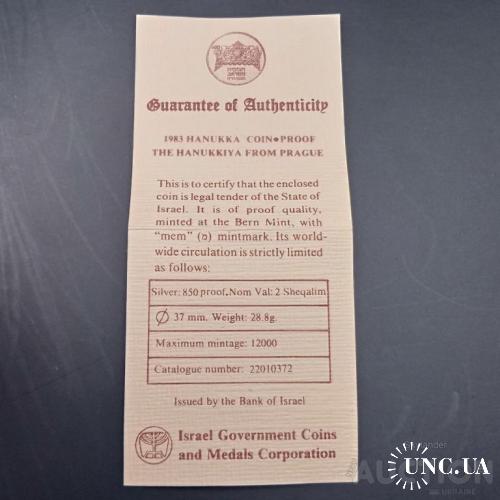 Guarantee of Authenticity
1983 HANUKKA COIN•PROOF
THE HANUKKIYA FROM PRAGUE
This is to certify that the enclosed
coin is legal tender of the State of
Israel. It is of proof quality,
minted at the Bern Mint, with
"mem" (מ) mintmark. Its world-
wide circulation is strictly limited
as follows:
Silver: 850 proof. Nom Val: 2 Sheqalim
Ø 37 mm. Weight: 28.8g.
Maximum mintage: 12000
Catalogue number: 22010372
Issued by the Bank of Israel
Israel Government Coins
and Medals Corporation
UNC.UA